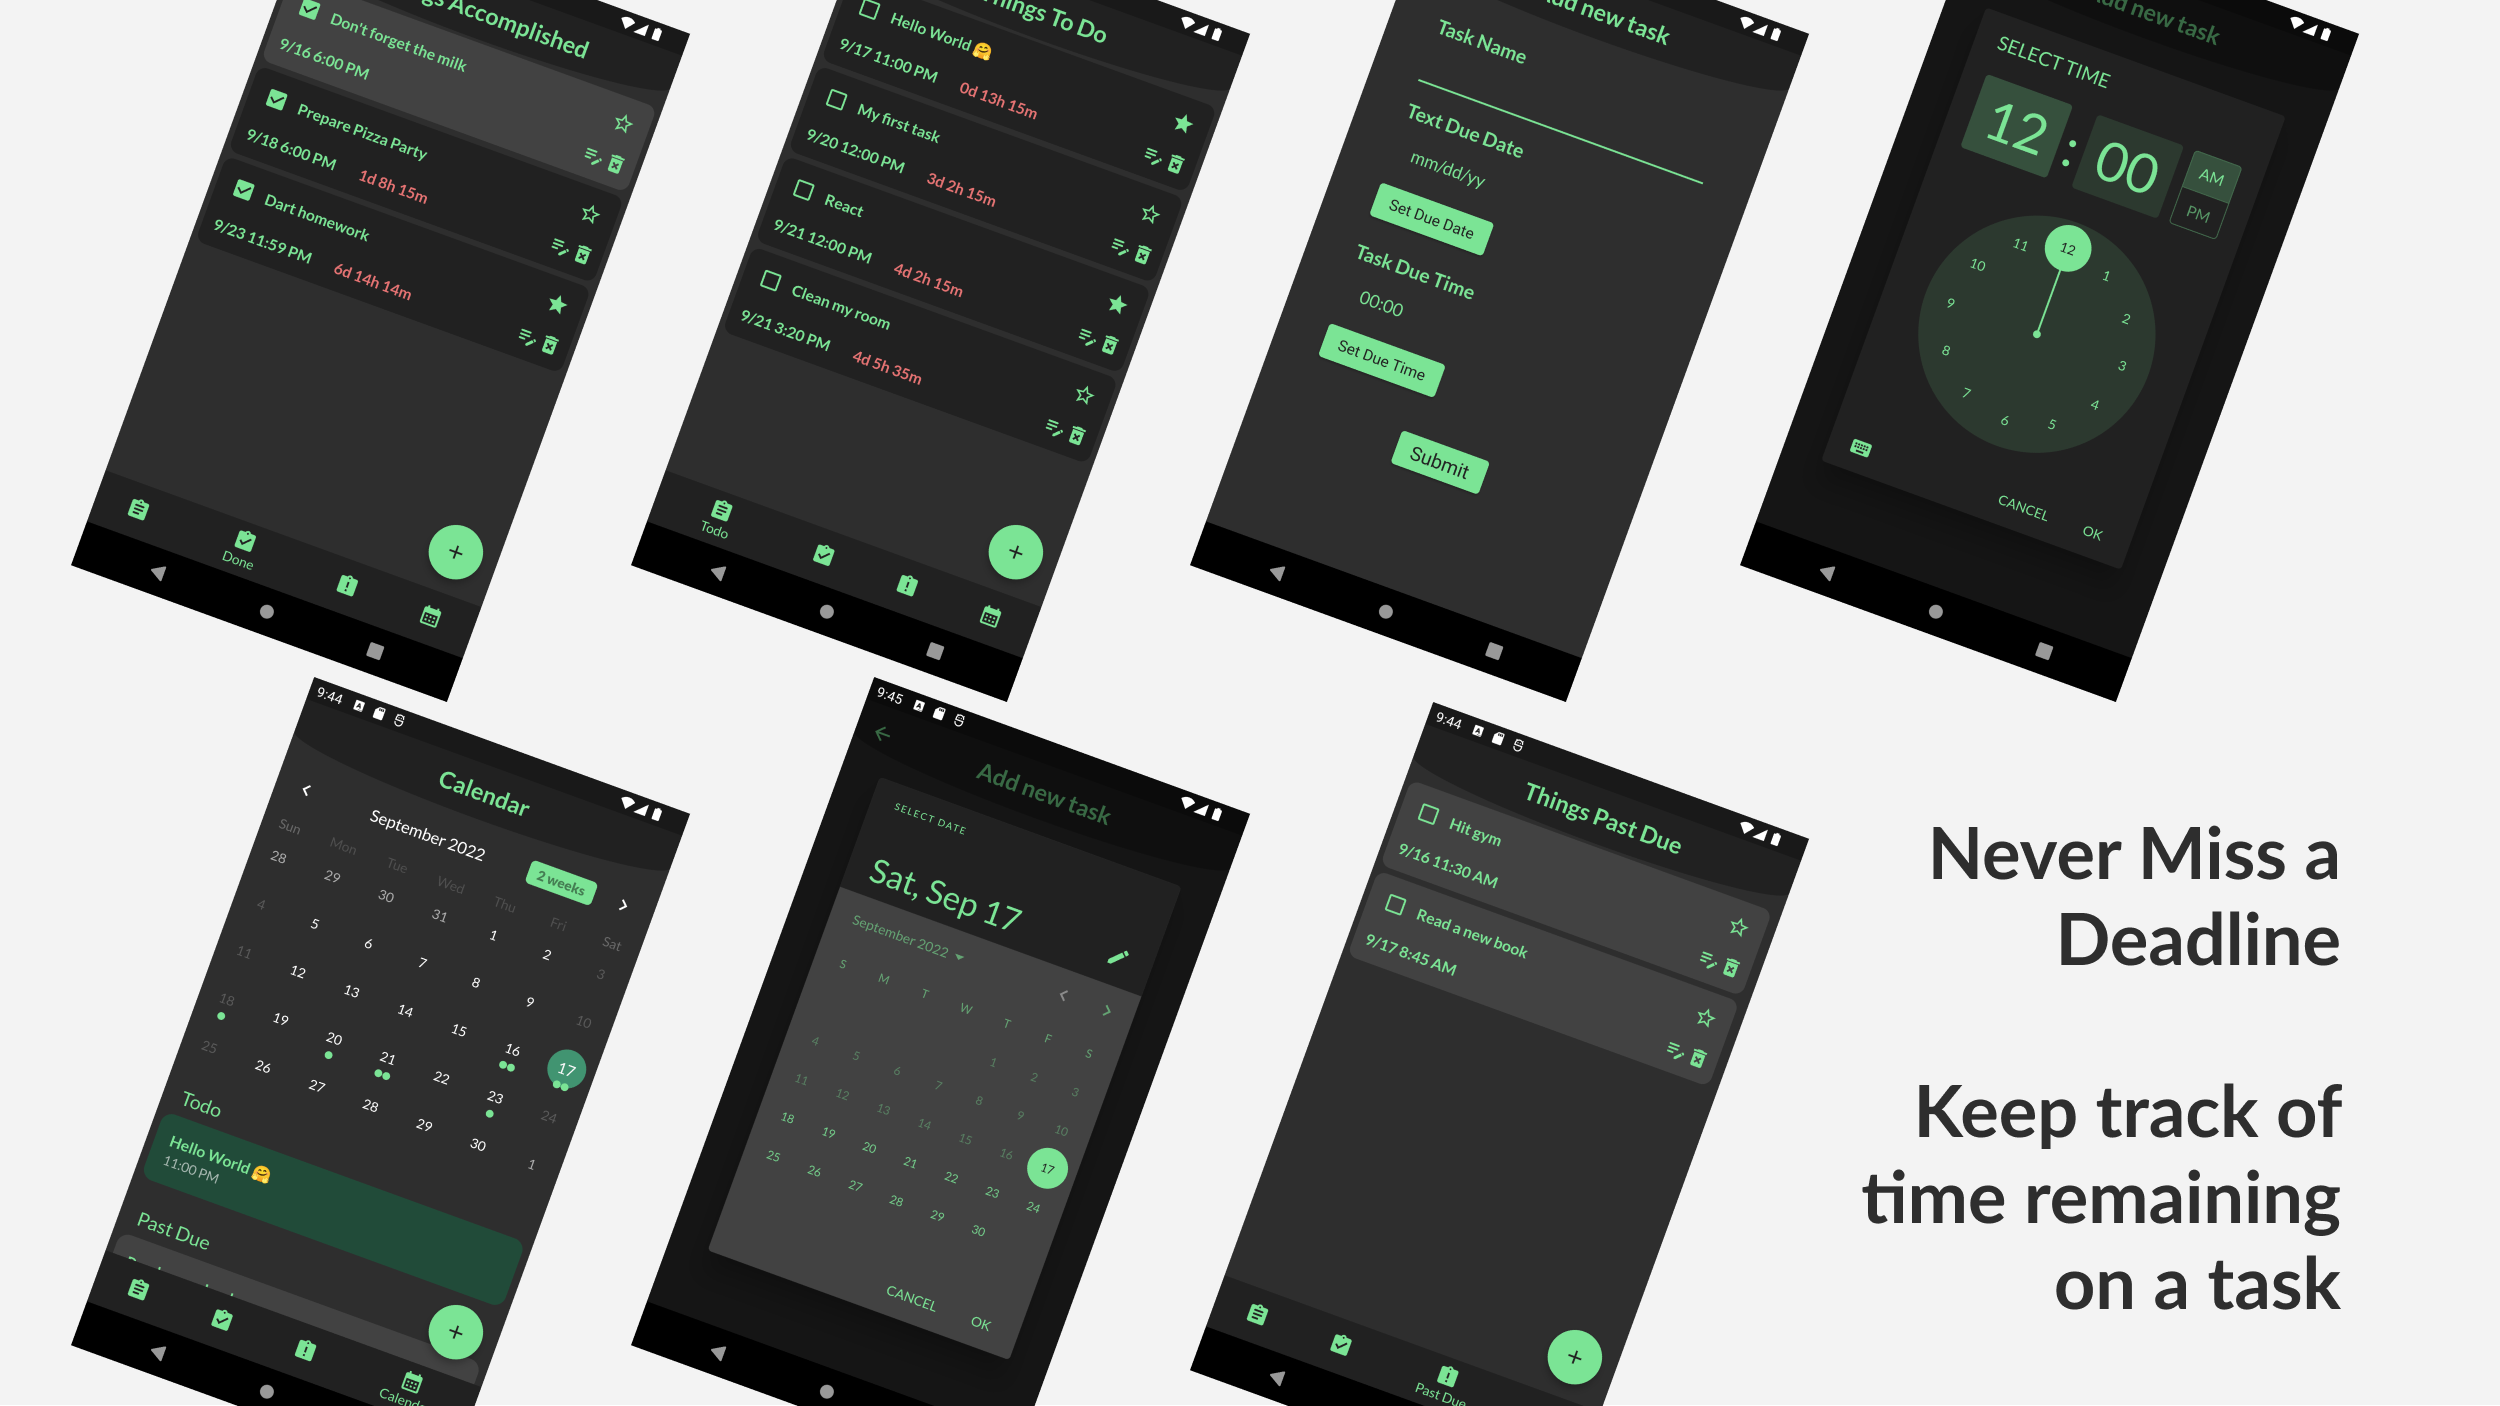 gs Accomplished
Don't forget the milk
9/16 6:00 PM
Prepare Pizza Party
9/18 6:00 PM 1d 8h 15m
Dart homework
9/23 11:59 PM 6d 14h 14m
Done
Things To Do
Hello World 🤗
9/17 11:00 PM 0d 13h 15m
My first task
9/20 12:00 PM 3d 2h 15m
React
9/21 12:00 PM 4d 2h 15m
Clean my room
9/21 3:20 PM 4d 5h 35m
Todo
Add new task
Task Name
Text Due Date
mm/dd/yy
Set Due Date
Task Due Time
00:00
Set Due Time
Submit
Add new task
SELECT TIME
12 : 00
AM
PM
12
1
2
3
4
5
6
7
8
9
10
11
CANCEL OK
9:44
Calendar
September 2022
2 weeks
Sun Mon Tue Wed Thu Fri Sat
28 29 30 31 1 2 3
4 5 6 7 8 9 10
11 12 13 14 15 16 17
18 19 20 21 22 23 24
25 26 27 28 29 30 1
Todo
Hello World 🤗
11:00 PM
Past Due
9:45
Add new task
SELECT DATE
Sat, Sep 17
September 2022
S M T W T F S
1 2 3
4 5 6 7 8 9 10
11 12 13 14 15 16 17
18 19 20 21 22 23 24
25 26 27 28 29 30
CANCEL OK
9:44
Things Past Due
Hit gym
9/16 11:30 AM
Read a new book
9/17 8:45 AM
Past Due
Never Miss a
Deadline
Keep track of
time remaining
on a task